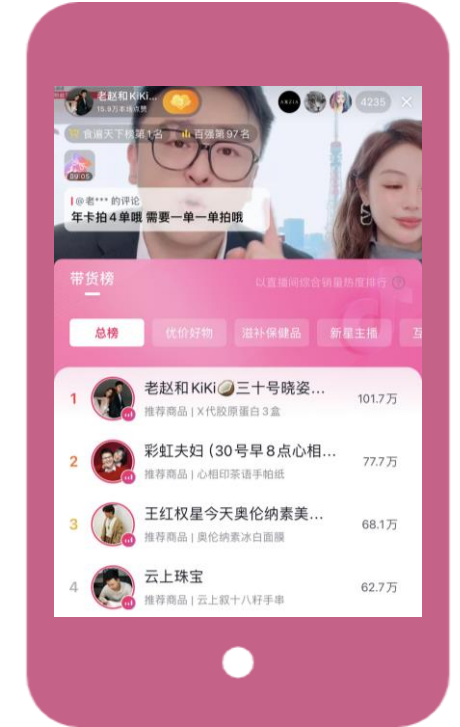 老赵和KiKi...
15.9万本场点赞
4235
食遍天下榜第1名
百强第97名
09:05
@老*** 的评论
年卡拍4单哦 需要一单一单拍哦
带货榜
以直播间综合销量热度排行
总榜
优价好物
滋补保健品
新星主播
1
老赵和KiKi🥥三十号晓姿...
推荐商品 | X代胶原蛋白3盒
101.7万
2
彩虹夫妇（30号早8点心相...
推荐商品 | 心相印茶语手帕纸
77.7万
3
王红权星今天奥伦纳素美...
推荐商品 | 奥伦纳素冰白面膜
68.1万
4
云上珠宝
推荐商品 | 云上叙十八籽手串
62.7万